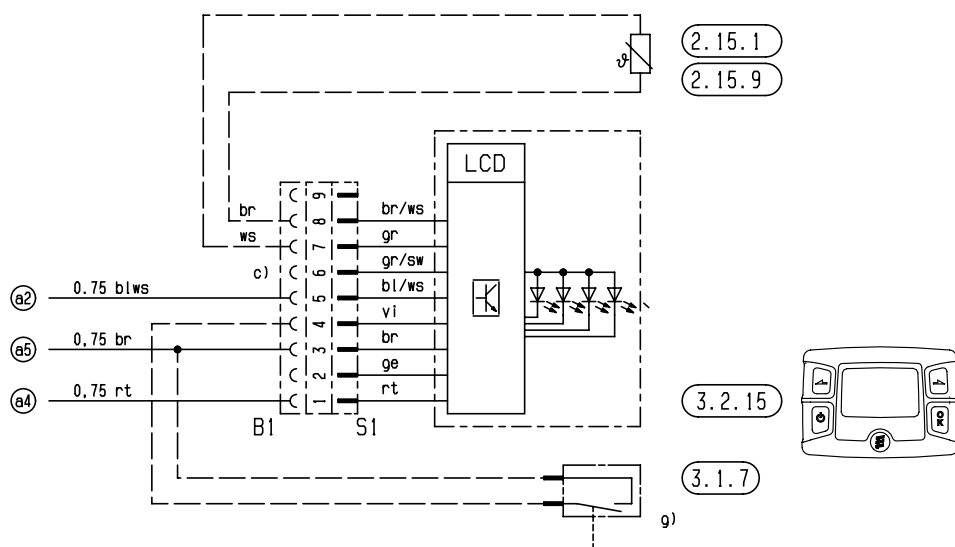 ϑ
2.15.1
2.15.9
LCD
9
br 8 br/ws
ws 7 gr
c) 6 gr/sw
a2 0.75 blws 5 bl/ws
4 vi
a5 0,75 br 3 br
2 ge
a4 0,75 rt 1 rt
B1 S1
3.2.15
OK
3.1.7
g)